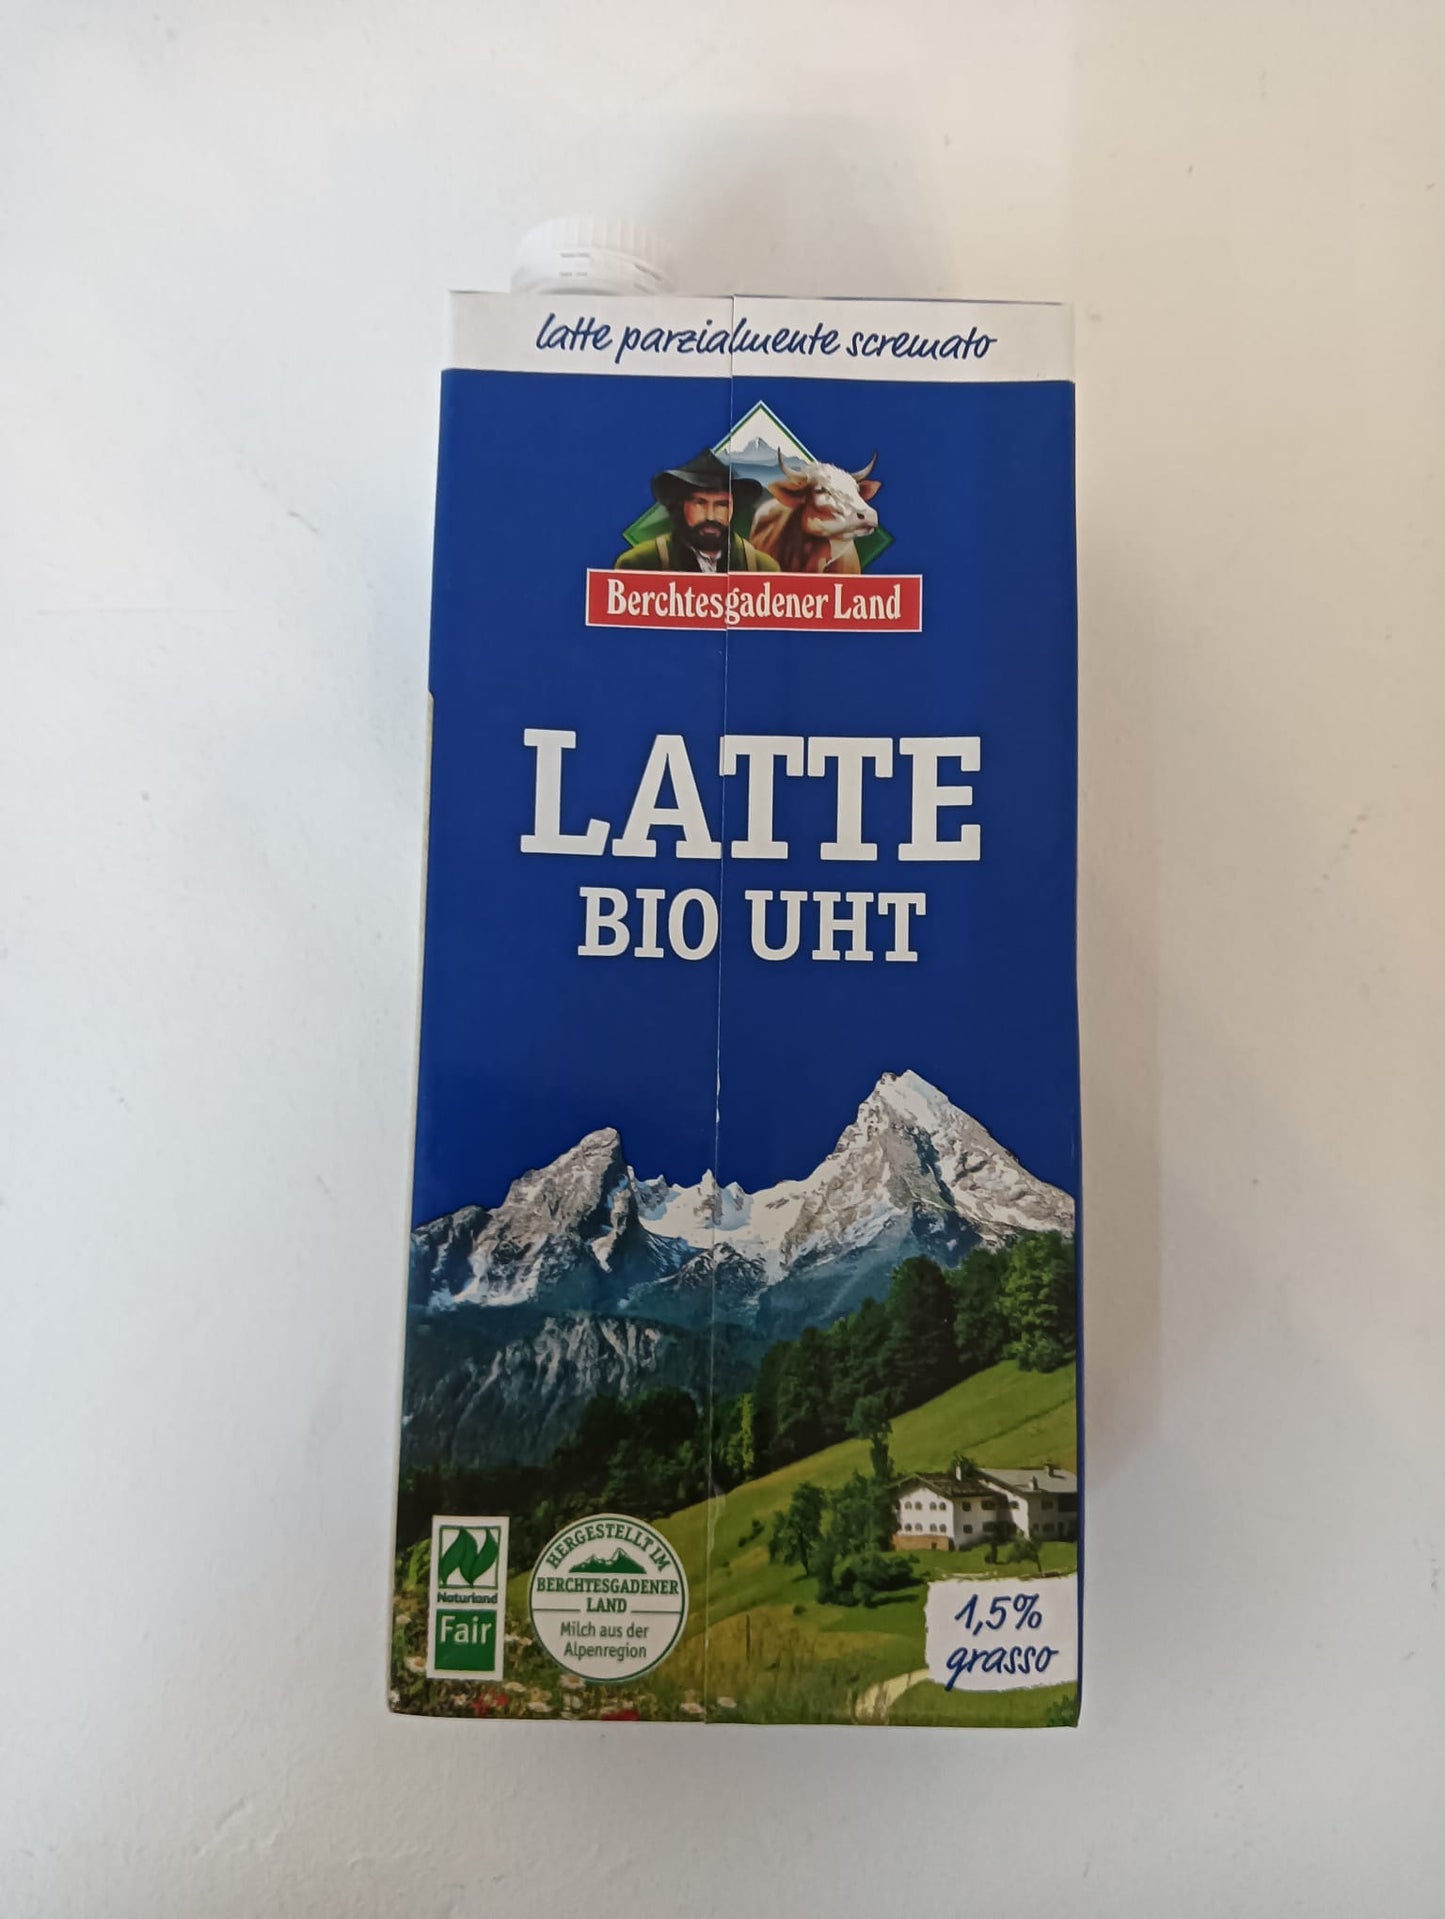 latte parzialmente scremato
Berchtesgadener Land
LATTE
BIO UHT
Naturland
Fair
HERGESTELLT IM
BERCHTESGADENER
LAND
Milch aus der
Alpenregion
1,5%
grasso